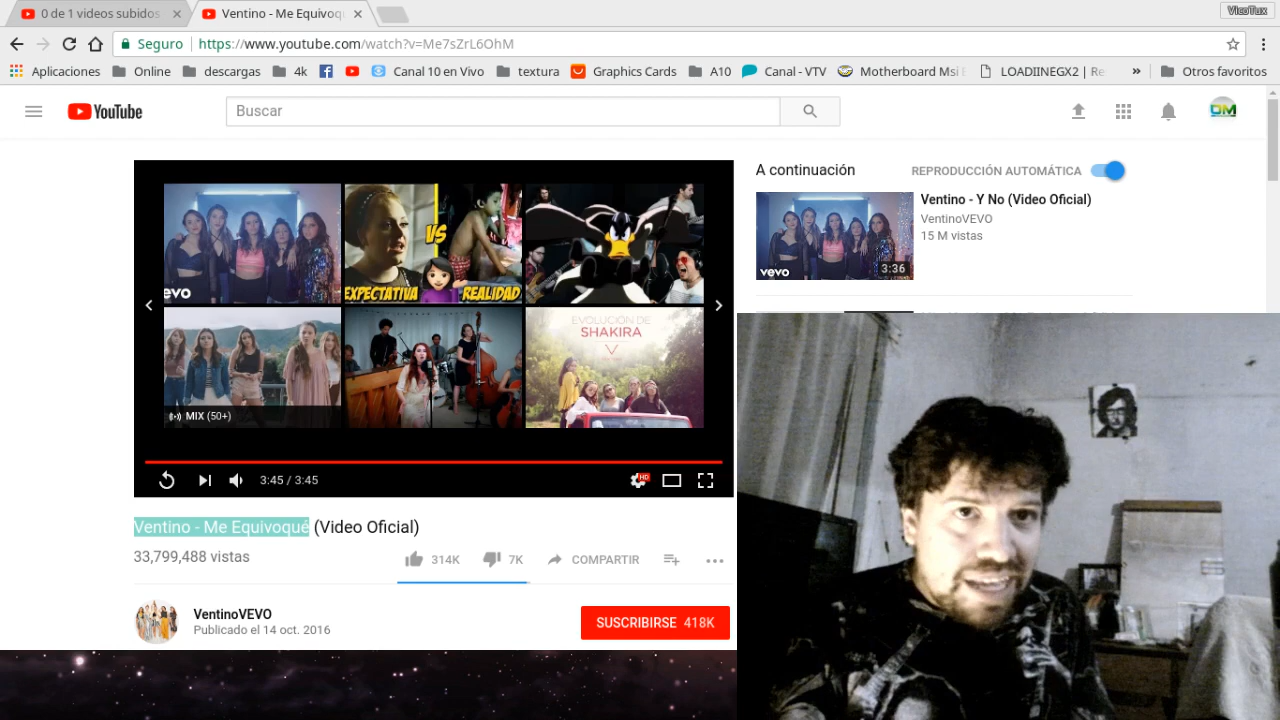 0 de 1 videos subidos
Ventino - Me Equivoqu
VicoTux
Seguro
https://www.youtube.com/watch?v=Me7sZrL6OhM
Aplicaciones
Online
descargas
4k
Canal 10 en Vivo
textura
Graphics Cards
A10
Canal - VTV
Motherboard Msi
LOADIINEGX2 | Re
»
Otros favoritos
YouTube
Buscar
OM
A continuación
REPRODUCCIÓN AUTOMÁTICA
Ventino - Y No (Video Oficial)
VentinoVEVO
15 M vistas
vevo
3:36
evo
VS
EXPECTATIVA
REALIDAD
EVOLUCIÓN DE
SHAKIRA
MIX (50+)
3:45 / 3:45
HD
Ventino - Me Equivoqué (Video Oficial)
33,799,488 vistas
314K
7K
COMPARTIR
VentinoVEVO
Publicado el 14 oct. 2016
SUSCRIBIRSE 418K